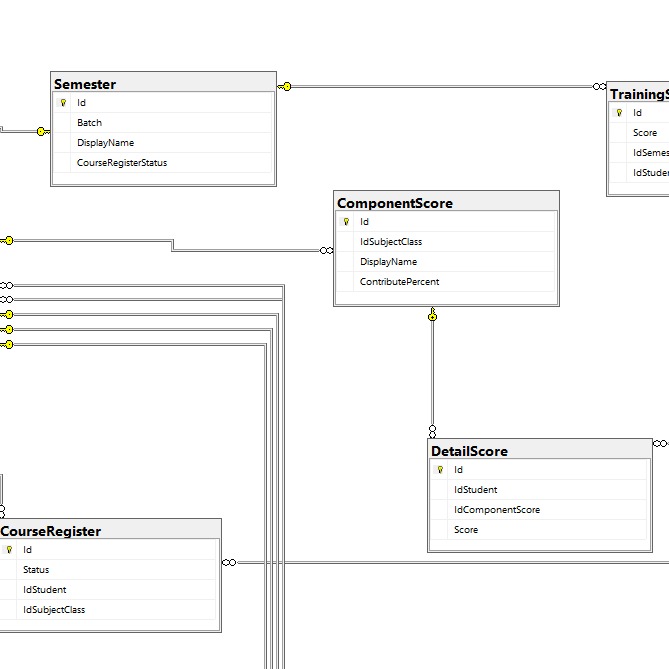 Semester
Id
Batch
DisplayName
CourseRegisterStatus
TrainingS
Id
Score
IdSemes
IdStuden
ComponentScore
Id
IdSubjectClass
DisplayName
ContributePercent
DetailScore
Id
IdStudent
IdComponentScore
Score
CourseRegister
Id
Status
IdStudent
IdSubjectClass